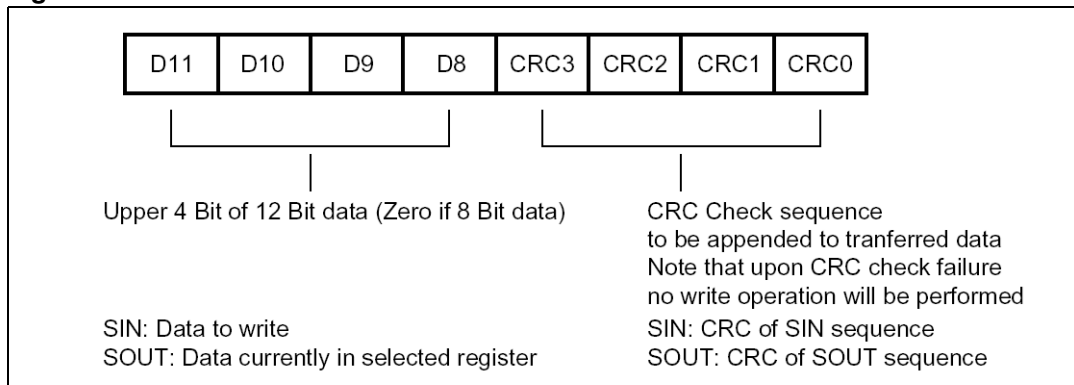 D11 D10 D9 D8 CRC3 CRC2 CRC1 CRC0
Upper 4 Bit of 12 Bit data (Zero if 8 Bit data)
SIN: Data to write
SOUT: Data currently in selected register
CRC Check sequence
to be appended to tranferred data
Note that upon CRC check failure
no write operation will be performed
SIN: CRC of SIN sequence
SOUT: CRC of SOUT sequence